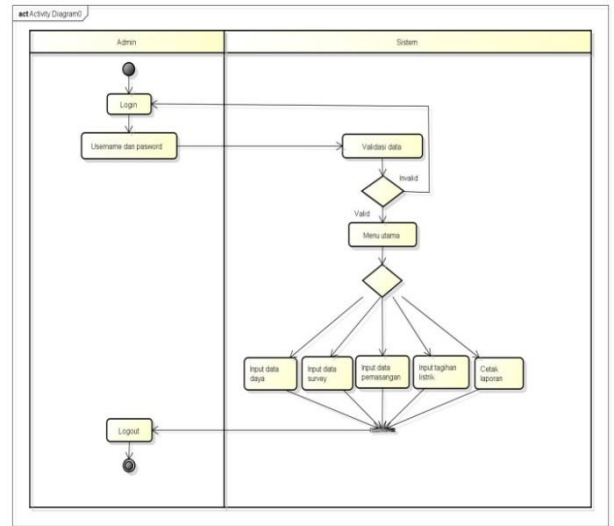 act Activity Diagram0
Admin
Sistem
Login
Username dan pasword
Validasi data
Invalid
Valid
Menu utama
Input data
daya
Input data
survey
Input data
pemasangan
Input tagihan
listrik
Cetak
laporan
Logout